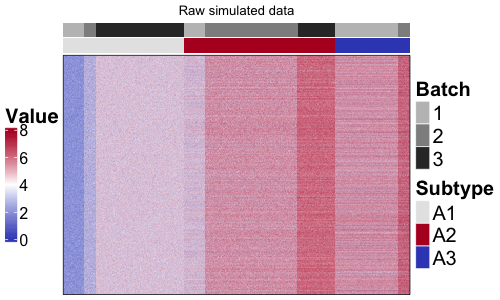 Raw simulated data
Value
8
6
4
2
0
Batch
1
2
3
Subtype
A1
A2
A3